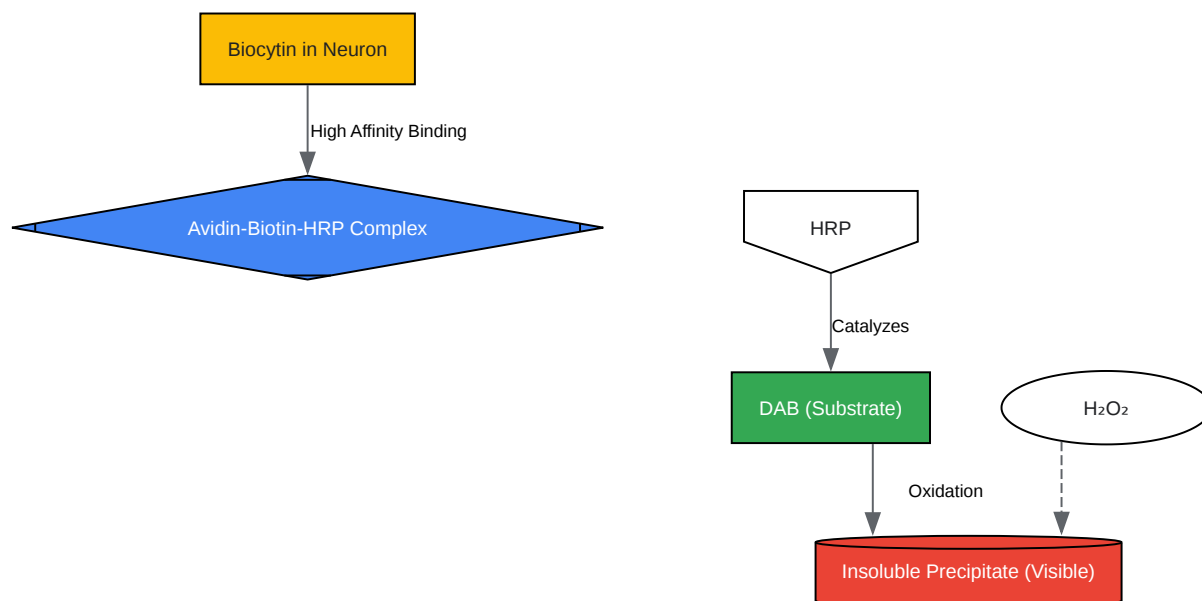 Biocytin in Neuron
High Affinity Binding
Avidin-Biotin-HRP Complex
HRP
Catalyzes
DAB (Substrate)
H₂O₂
Oxidation
Insoluble Precipitate (Visible)